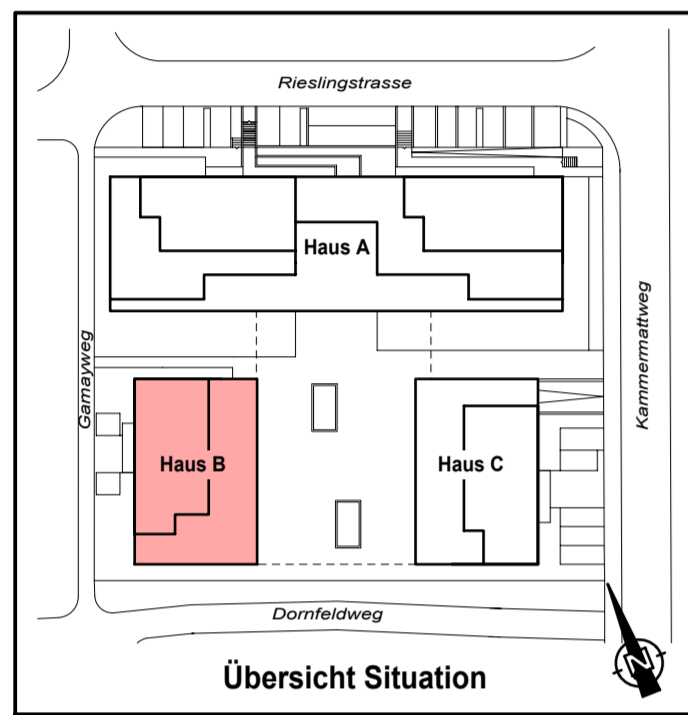 Rieslingstrasse
Haus A
Gamayweg
Kammermattweg
Haus B
Haus C
Dornfeldweg
Übersicht Situation
N